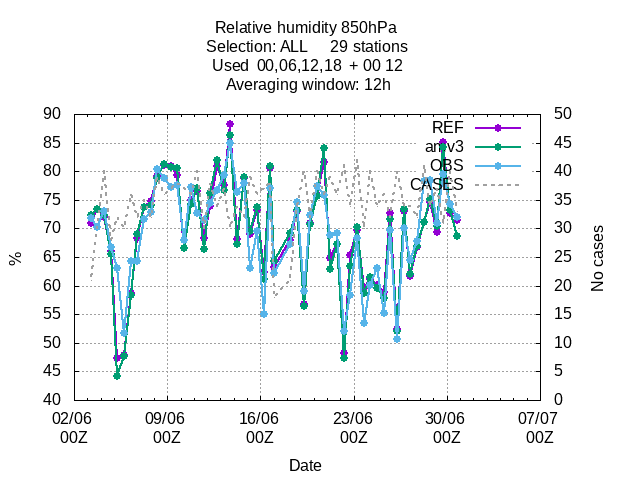 Relative humidity 850hPa
Selection: ALL     29 stations
Used  00,06,12,18  + 00 12
Averaging window: 12h
90
85
80
75
70
65
60
55
50
45
40
%
50
45
40
35
30
25
20
15
10
5
0
No cases
REF
an-v3
OBS
CASES
02/06 00Z
09/06 00Z
16/06 00Z
23/06 00Z
30/06 00Z
07/07 00Z
Date